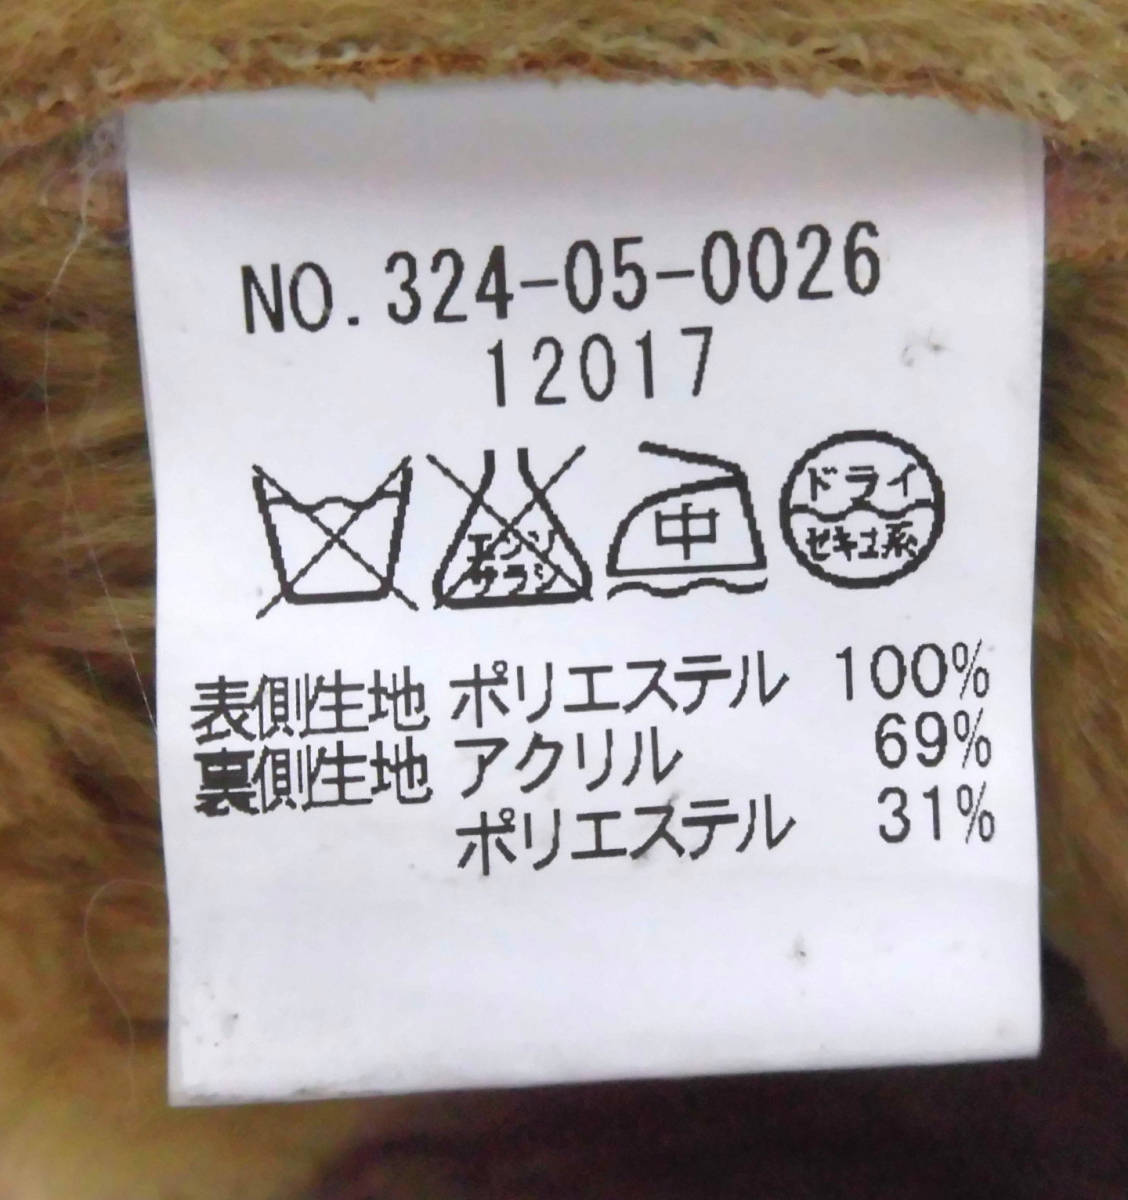 NO.324-05-0026
12017
エンソ
サラシ
中
ドライ
セキユ系
表側生地 ポリエステル 100%
裏側生地 アクリル 69%
ポリエステル 31%